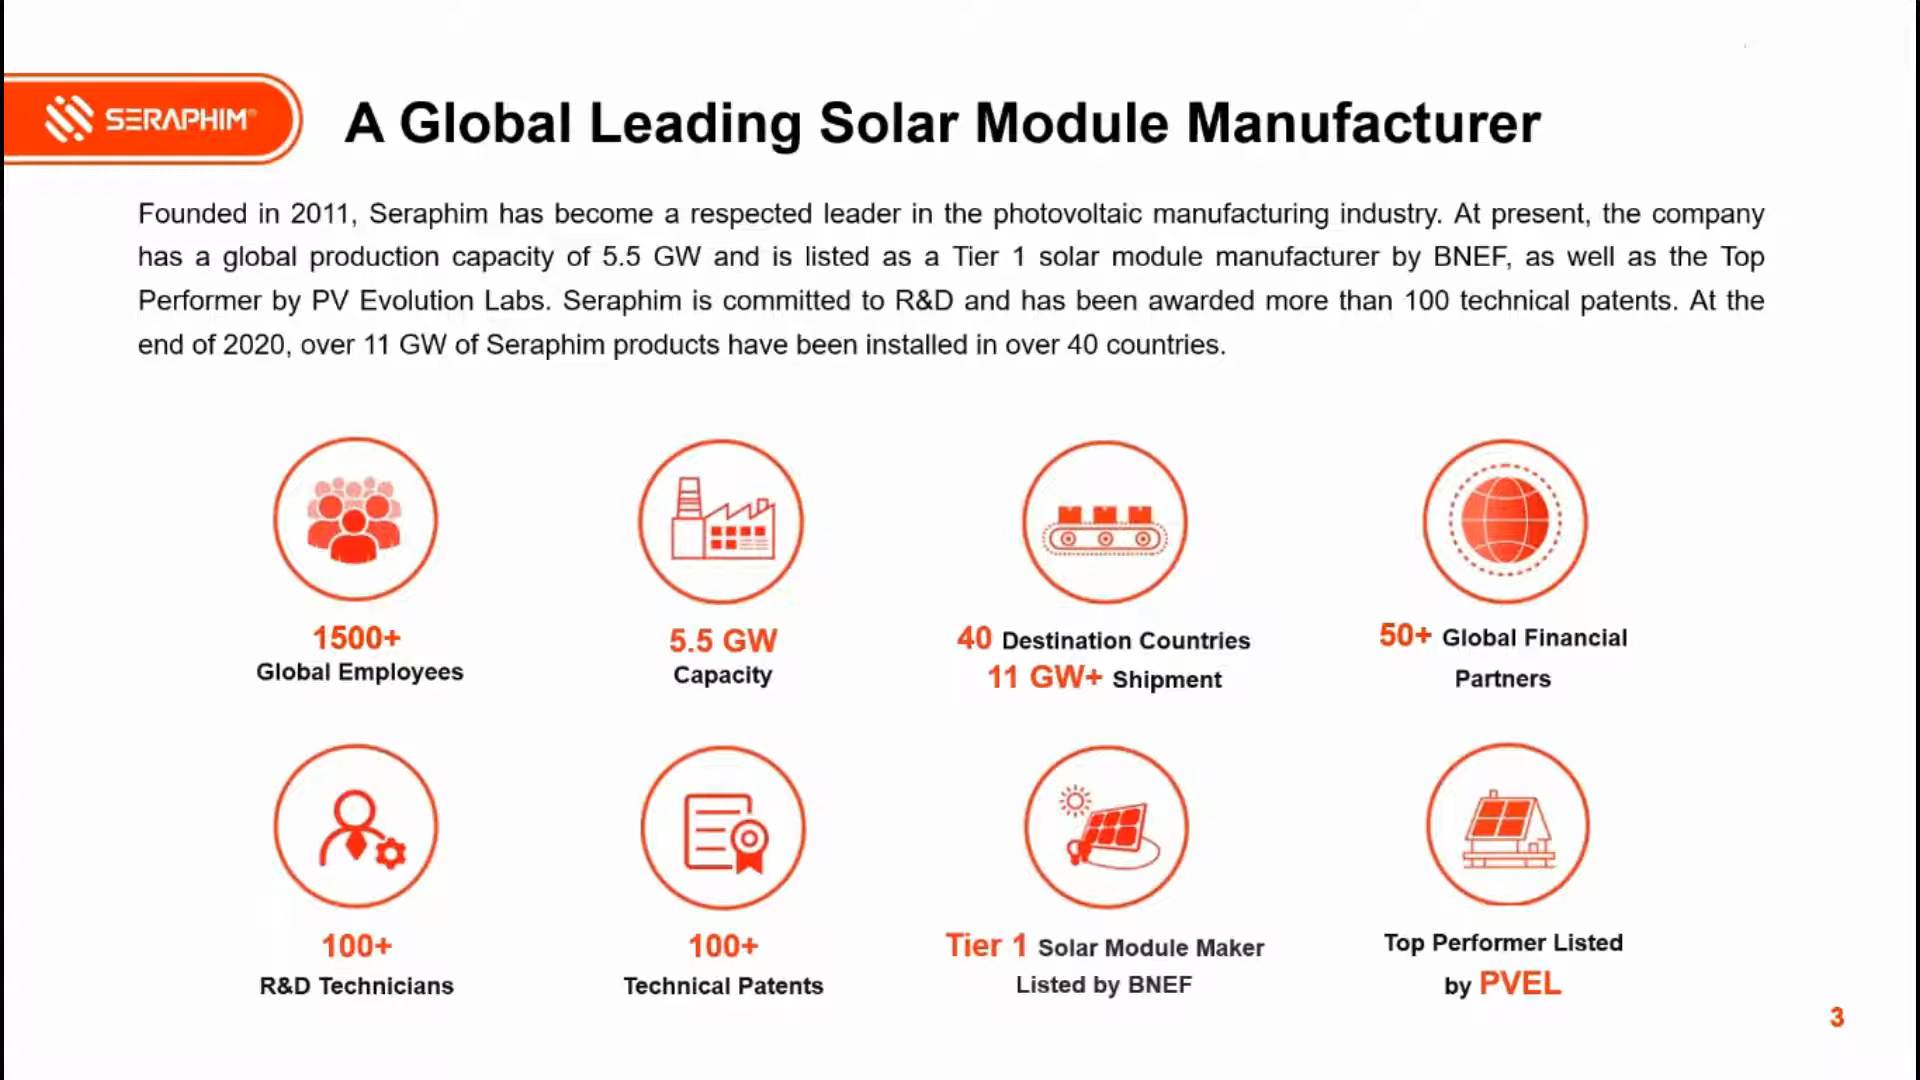 SERAPHIM®
A Global Leading Solar Module Manufacturer
Founded in 2011, Seraphim has become a respected leader in the photovoltaic manufacturing industry. At present, the company
has a global production capacity of 5.5 GW and is listed as a Tier 1 solar module manufacturer by BNEF, as well as the Top
Performer by PV Evolution Labs. Seraphim is committed to R&D and has been awarded more than 100 technical patents. At the
end of 2020, over 11 GW of Seraphim products have been installed in over 40 countries.
1500+
Global Employees
5.5 GW
Capacity
40 Destination Countries
11 GW+ Shipment
50+ Global Financial
Partners
100+
R&D Technicians
100+
Technical Patents
Tier 1 Solar Module Maker
Listed by BNEF
Top Performer Listed
by PVEL
3